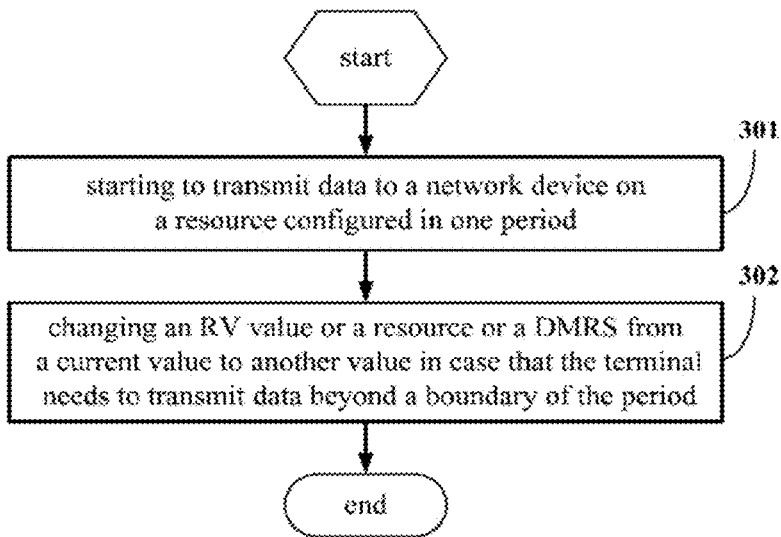 start
301
starting to transmit data to a network device on
a resource configured in one period
302
changing an RV value or a resource or a DMRS from
a current value to another value in case that the terminal
needs to transmit data beyond a boundary of the period
end